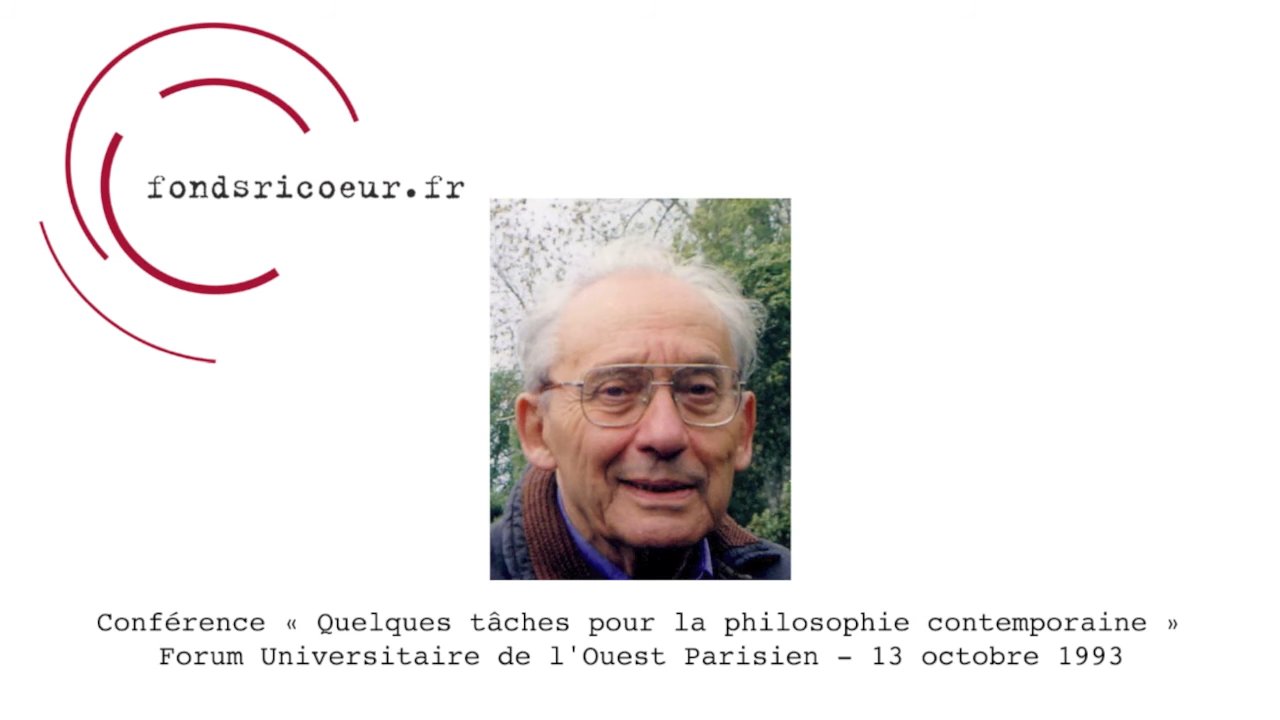 fondsricoeur.fr
Conférence « Quelques tâches pour la philosophie contemporaine »
Forum Universitaire de l'Ouest Parisien – 13 octobre 1993